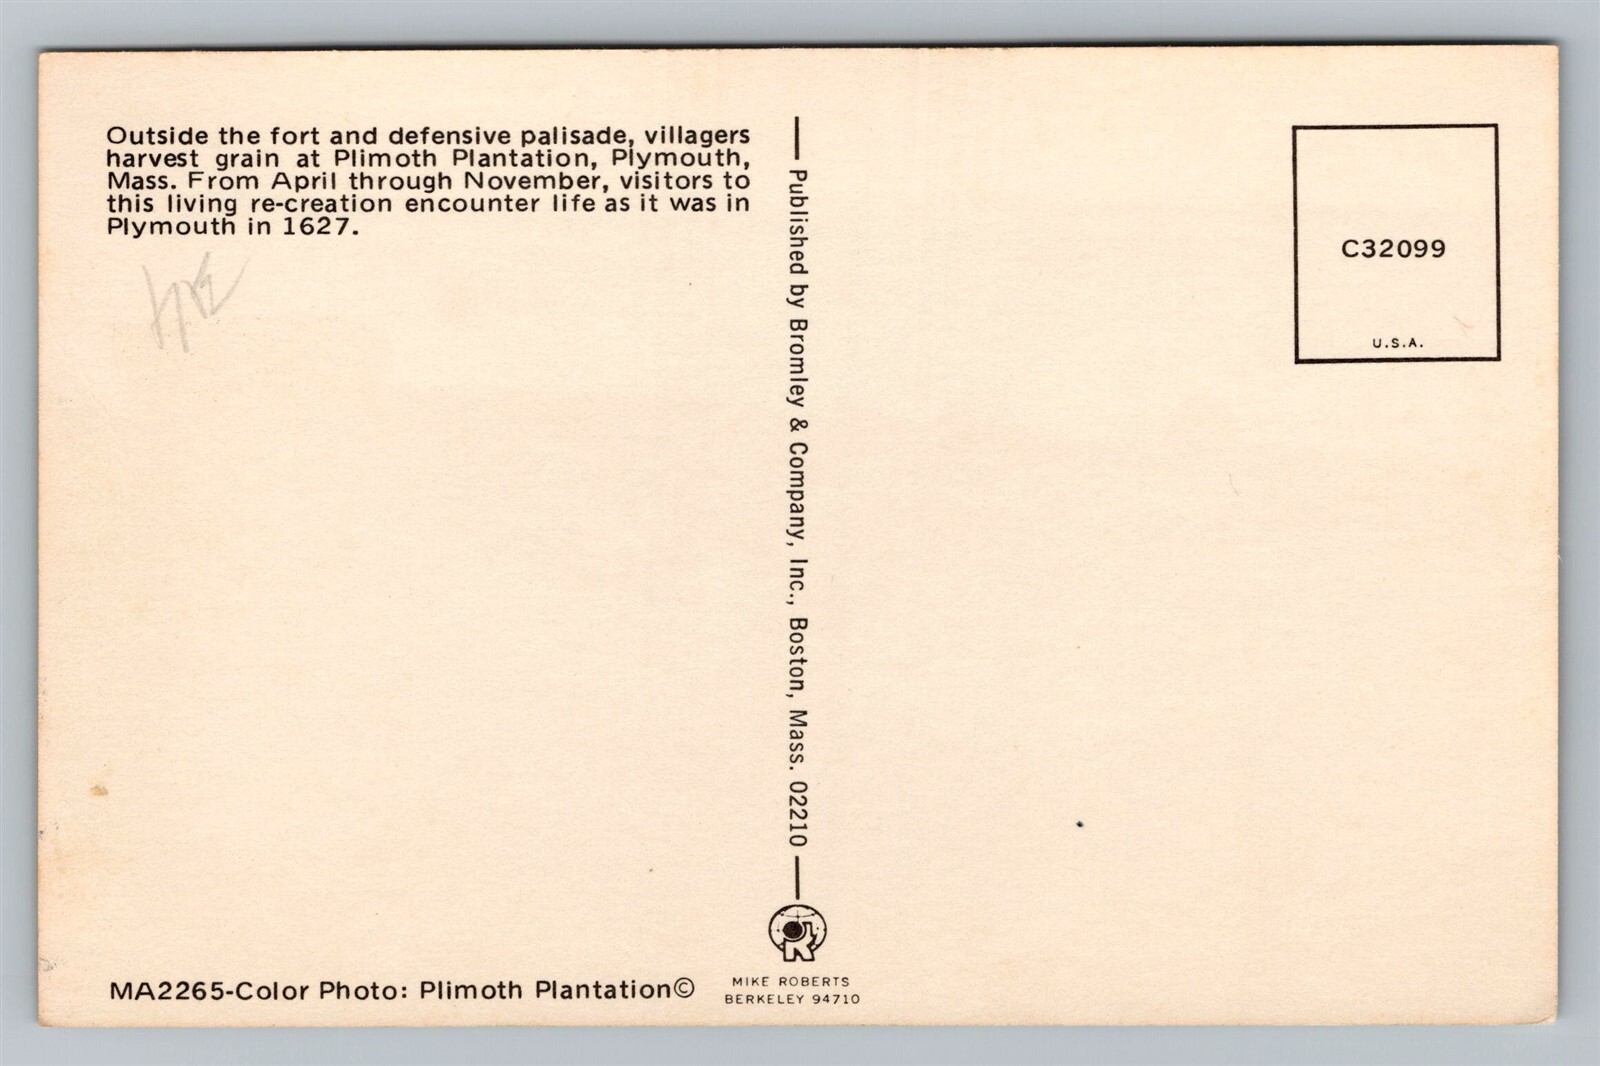 Outside the fort and defensive palisade, villagers
harvest grain at Plimoth Plantation, Plymouth,
Mass. From April through November, visitors to
this living re-creation encounter life as it was in
Plymouth in 1627.
Published by Bromley & Company, Inc., Boston, Mass. 02210
C32099
U.S.A.
MA2265-Color Photo: Plimoth Plantation©
MIKE ROBERTS
BERKELEY 94710